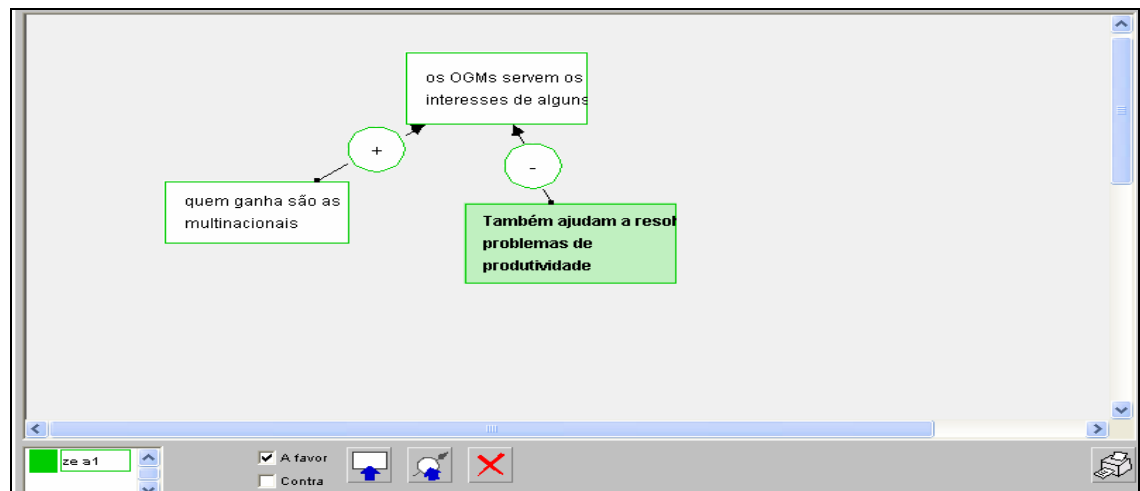 os OGMs servem os
interesses de alguns
+
-
quem ganha são as
multinacionais
Também ajudam a resol
problemas de
produtividade
ze a1
A favor
Contra